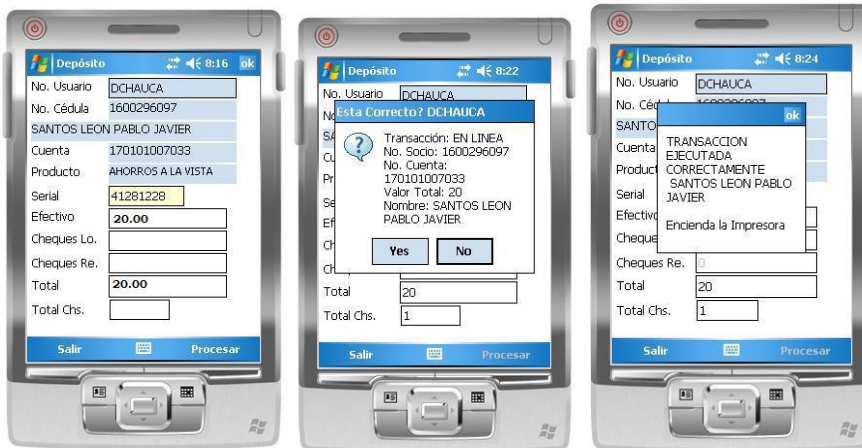 Depósito 8:16 ok
No. Usuario DCHAUCA
No. Cédula 1600296097
SANTOS LEON PABLO JAVIER
Cuenta 170101007033
Producto AHORROS A LA VISTA
Serial 41281228
Efectivo 20.00
Cheques Lo.
Cheques Re.
Total 20.00
Total Chs.
Salir Procesar
Depósito 8:22
No. Usuario DCHAUCA
Esta Correcto? DCHAUCA
Transacción: EN LINEA
No. Socio: 1600296097
No. Cuenta:
170101007033
Valor Total: 20
Nombre: SANTOS LEON
PABLO JAVIER
Yes No
Total 20
Total Chs. 1
Salir Procesar
Depósito 8:24
No. Usuario DCHAUCA
ok
TRANSACCION
EJECUTADA
CORRECTAMENTE
SANTOS LEON PABLO
JAVIER
Encienda la Impresora
Cuenta
Serial
Cheques Re. 0
Total 20
Total Chs. 1
Salir Procesar